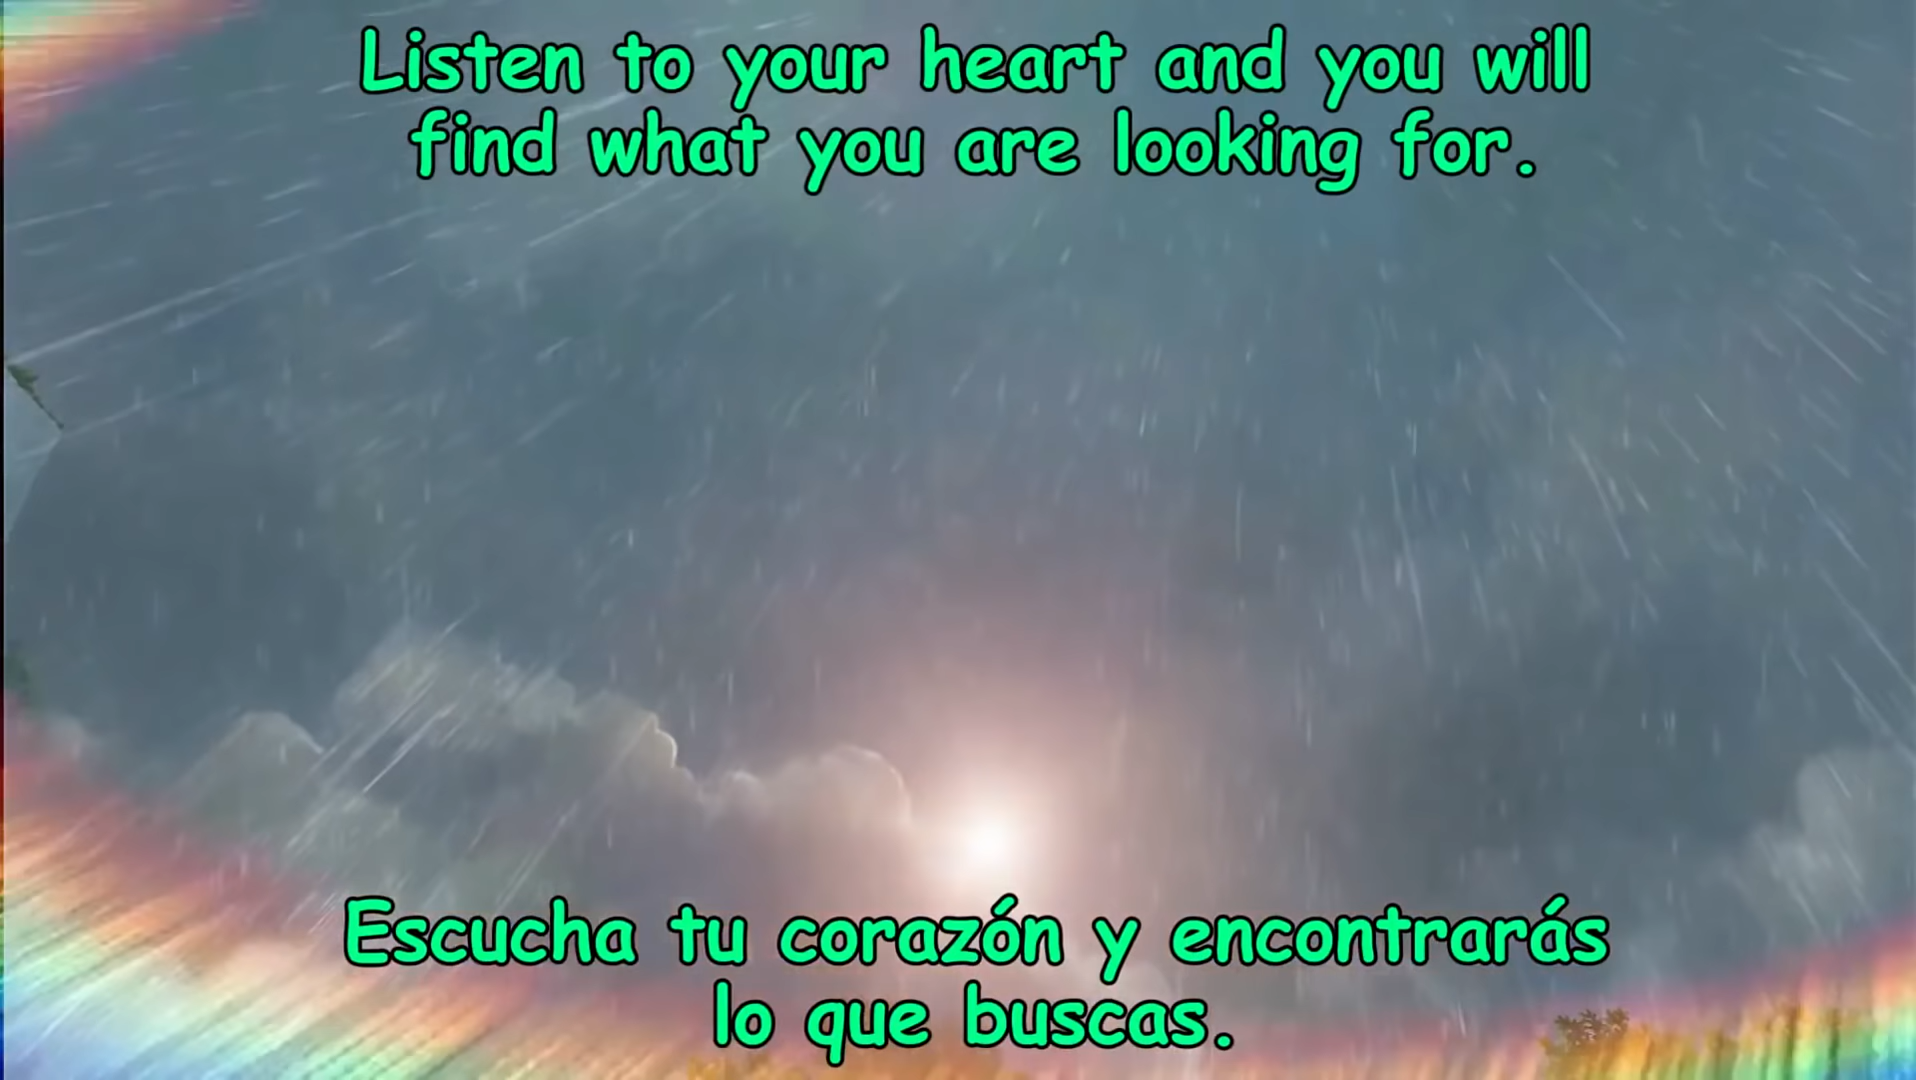 Listen to your heart and you will
find what you are looking for.
Escucha tu corazón y encontrarás
lo que buscas.